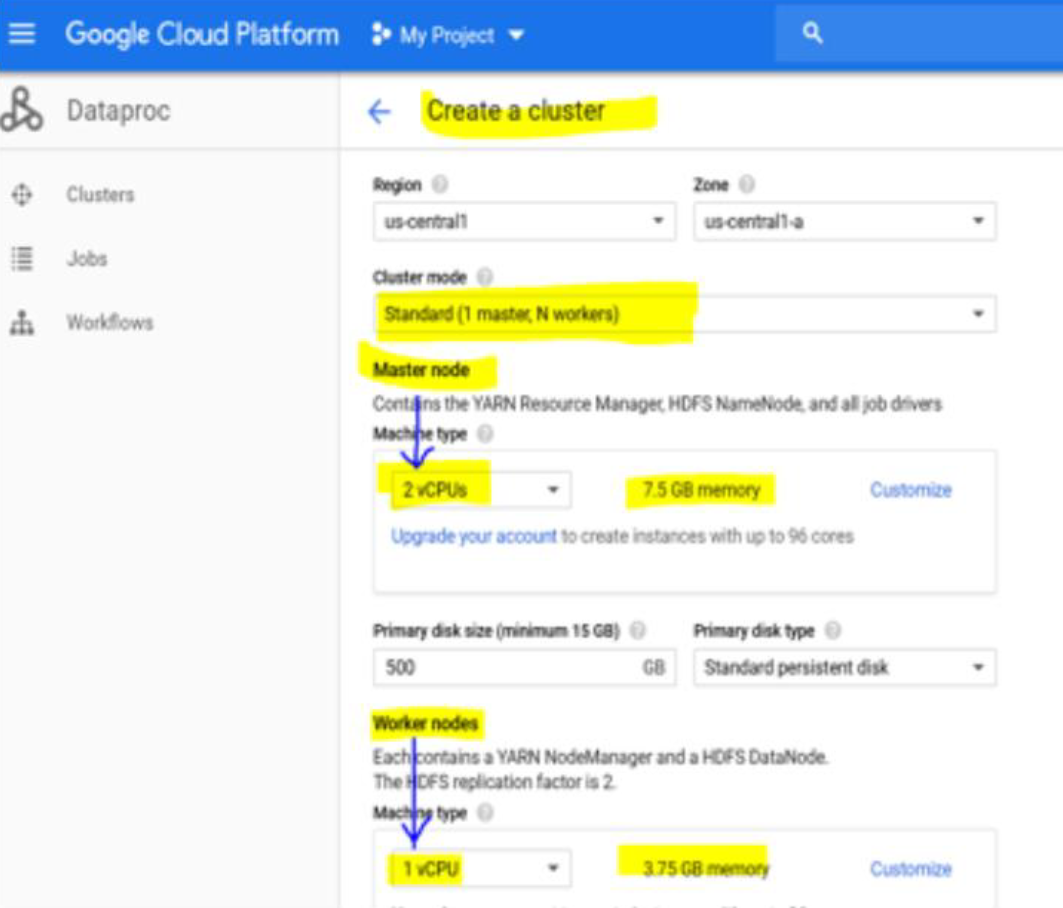 Google Cloud Platform My Project
Dataproc
Create a cluster
Clusters
Jobs
Workflows
Region Zone
us-central1 us-central1-a
Cluster mode
Standard (1 master, N workers)
Master node
Contains the YARN Resource Manager, HDFS NameNode, and all job drivers
Machine type
2 vCPUs 7.5 GB memory Customize
Upgrade your account to create instances with up to 96 cores
Primary disk size (minimum 15 GB) Primary disk type
500 GB Standard persistent disk
Worker nodes
Each contains a YARN NodeManager and a HDFS DataNode.
The HDFS replication factor is 2.
Machine type
1 vCPU 3.75 GB memory Customize